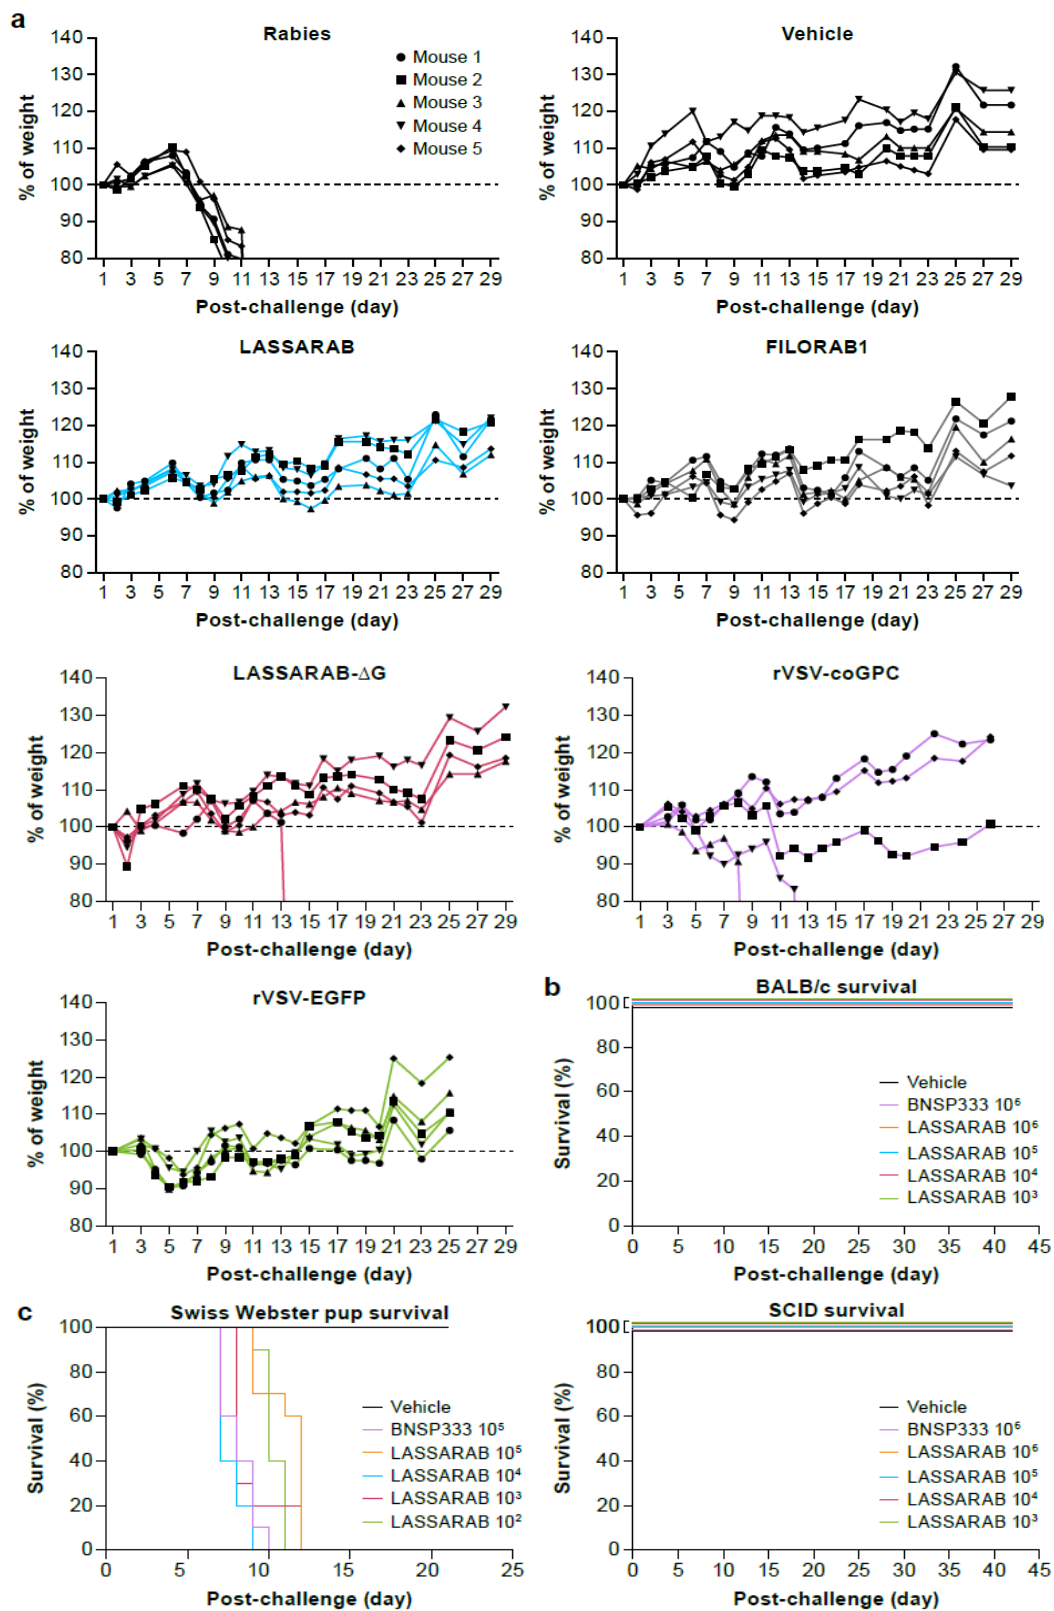 a
Rabies
Mouse 1
Mouse 2
Mouse 3
Mouse 4
Mouse 5
% of weight
140
130
120
110
100
90
80
1 3 5 7 9 11 13 15 17 19 21 23 25 27 29
Post-challenge (day)
Vehicle
% of weight
140
130
120
110
100
90
80
1 3 5 7 9 11 13 15 17 19 21 23 25 27 29
Post-challenge (day)
LASSARAB
% of weight
140
130
120
110
100
90
80
1 3 5 7 9 11 13 15 17 19 21 23 25 27 29
Post-challenge (day)
FILORAB1
% of weight
140
130
120
110
100
90
80
1 3 5 7 9 11 13 15 17 19 21 23 25 27 29
Post-challenge (day)
LASSARAB-ΔG
% of weight
140
130
120
110
100
90
80
1 3 5 7 9 11 13 15 17 19 21 23 25 27 29
Post-challenge (day)
rVSV-coGPC
% of weight
140
130
120
110
100
90
80
1 3 5 7 9 11 13 15 17 19 21 23 25 27 29
Post-challenge (day)
rVSV-EGFP
% of weight
140
130
120
110
100
90
80
1 3 5 7 9 11 13 15 17 19 21 23 25 27 29
Post-challenge (day)
b
BALB/c survival
Survival (%)
100
80
60
40
20
0
Vehicle
BNSP333 10⁶
LASSARAB 10⁶
LASSARAB 10⁵
LASSARAB 10⁴
LASSARAB 10³
0 5 10 15 20 25 30 35 40 45
Post-challenge (day)
c
Swiss Webster pup survival
Survival (%)
100
80
60
40
20
0
Vehicle
BNSP333 10⁵
LASSARAB 10⁵
LASSARAB 10⁴
LASSARAB 10³
LASSARAB 10²
0 5 10 15 20 25
Post-challenge (day)
SCID survival
Survival (%)
100
80
60
40
20
0
Vehicle
BNSP333 10⁶
LASSARAB 10⁶
LASSARAB 10⁵
LASSARAB 10⁴
LASSARAB 10³
0 5 10 15 20 25 30 35 40 45
Post-challenge (day)